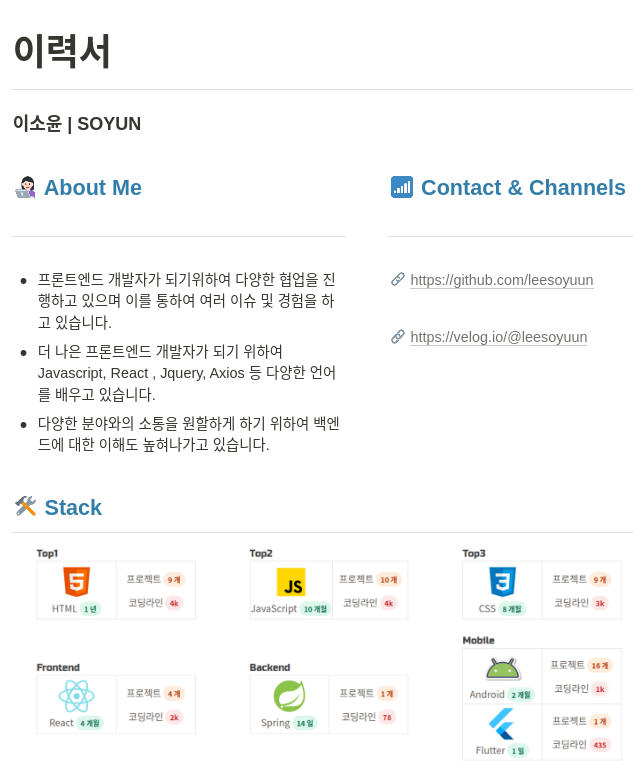 이력서
이소윤 | SOYUN
About Me
프론트엔드 개발자가 되기위하여 다양한 협업을 진
행하고 있으며 이를 통하여 여러 이슈 및 경험을 하
고 있습니다.
더 나은 프론트엔드 개발자가 되기 위하여
Javascript, React , Jquery, Axios 등 다양한 언어
를 배우고 있습니다.
다양한 분야와의 소통을 원할하게 하기 위하여 백엔
드에 대한 이해도 높혀나가고 있습니다.
Contact & Channels
https://github.com/leesoyuun
https://velog.io/@leesoyuun
Stack
Top1
HTML 1 년
프로젝트 9 개
코딩라인 4k
Top2
JS
JavaScript 10 개월
프로젝트 10 개
코딩라인 4k
Top3
CSS 8 개월
프로젝트 9 개
코딩라인 3k
Frontend
React 4 개월
프로젝트 4 개
코딩라인 2k
Backend
Spring 14 일
프로젝트 1 개
코딩라인 78
Mobile
Android 2 개월
프로젝트 16 개
코딩라인 1k
Flutter 1 일
프로젝트 1 개
코딩라인 435